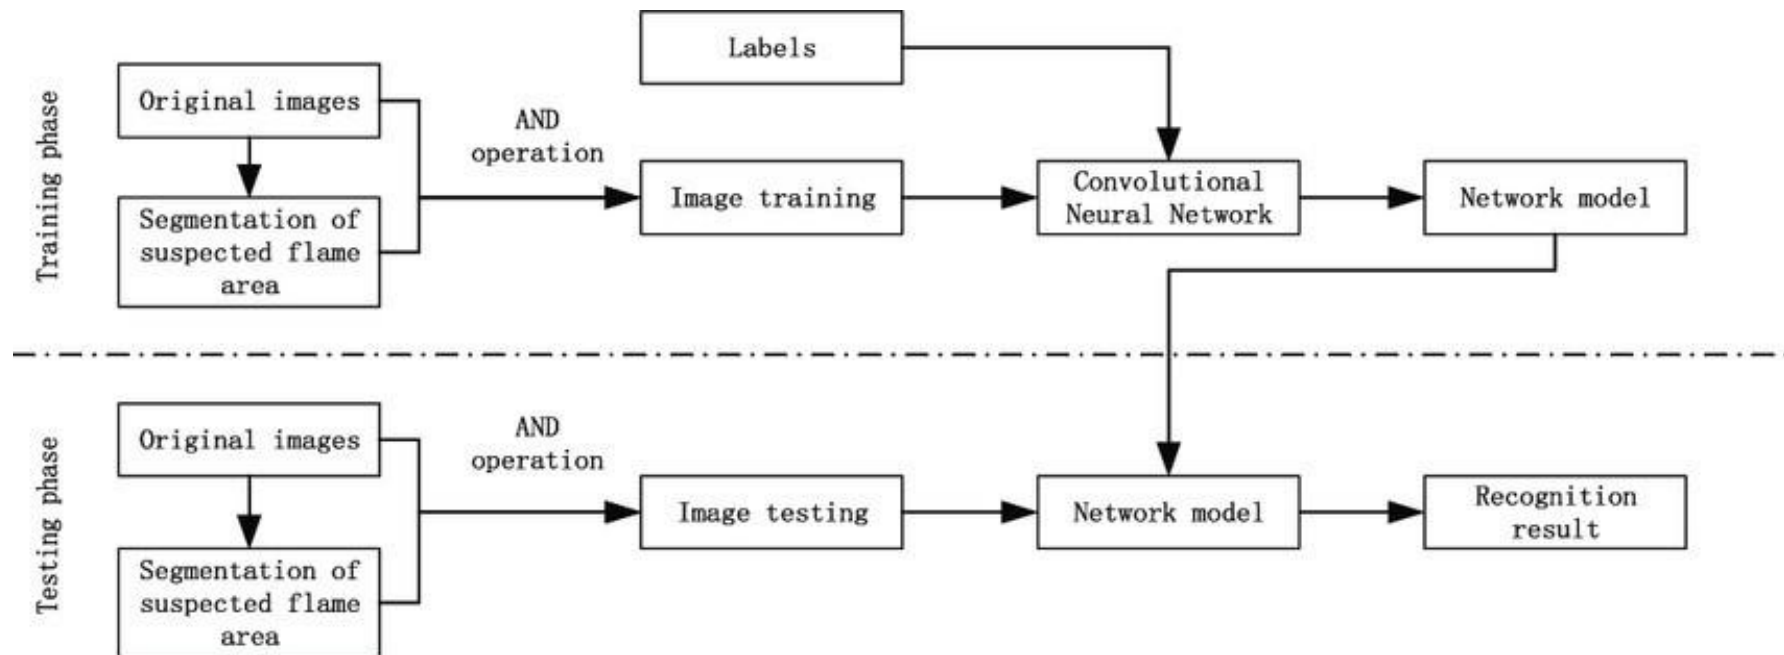 Training phase
Original images
Segmentation of
suspected flame
area
AND
operation
Labels
Image training
Convolutional
Neural Network
Network model
Testing phase
Original images
Segmentation of
suspected flame
area
AND
operation
Image testing
Network model
Recognition
result